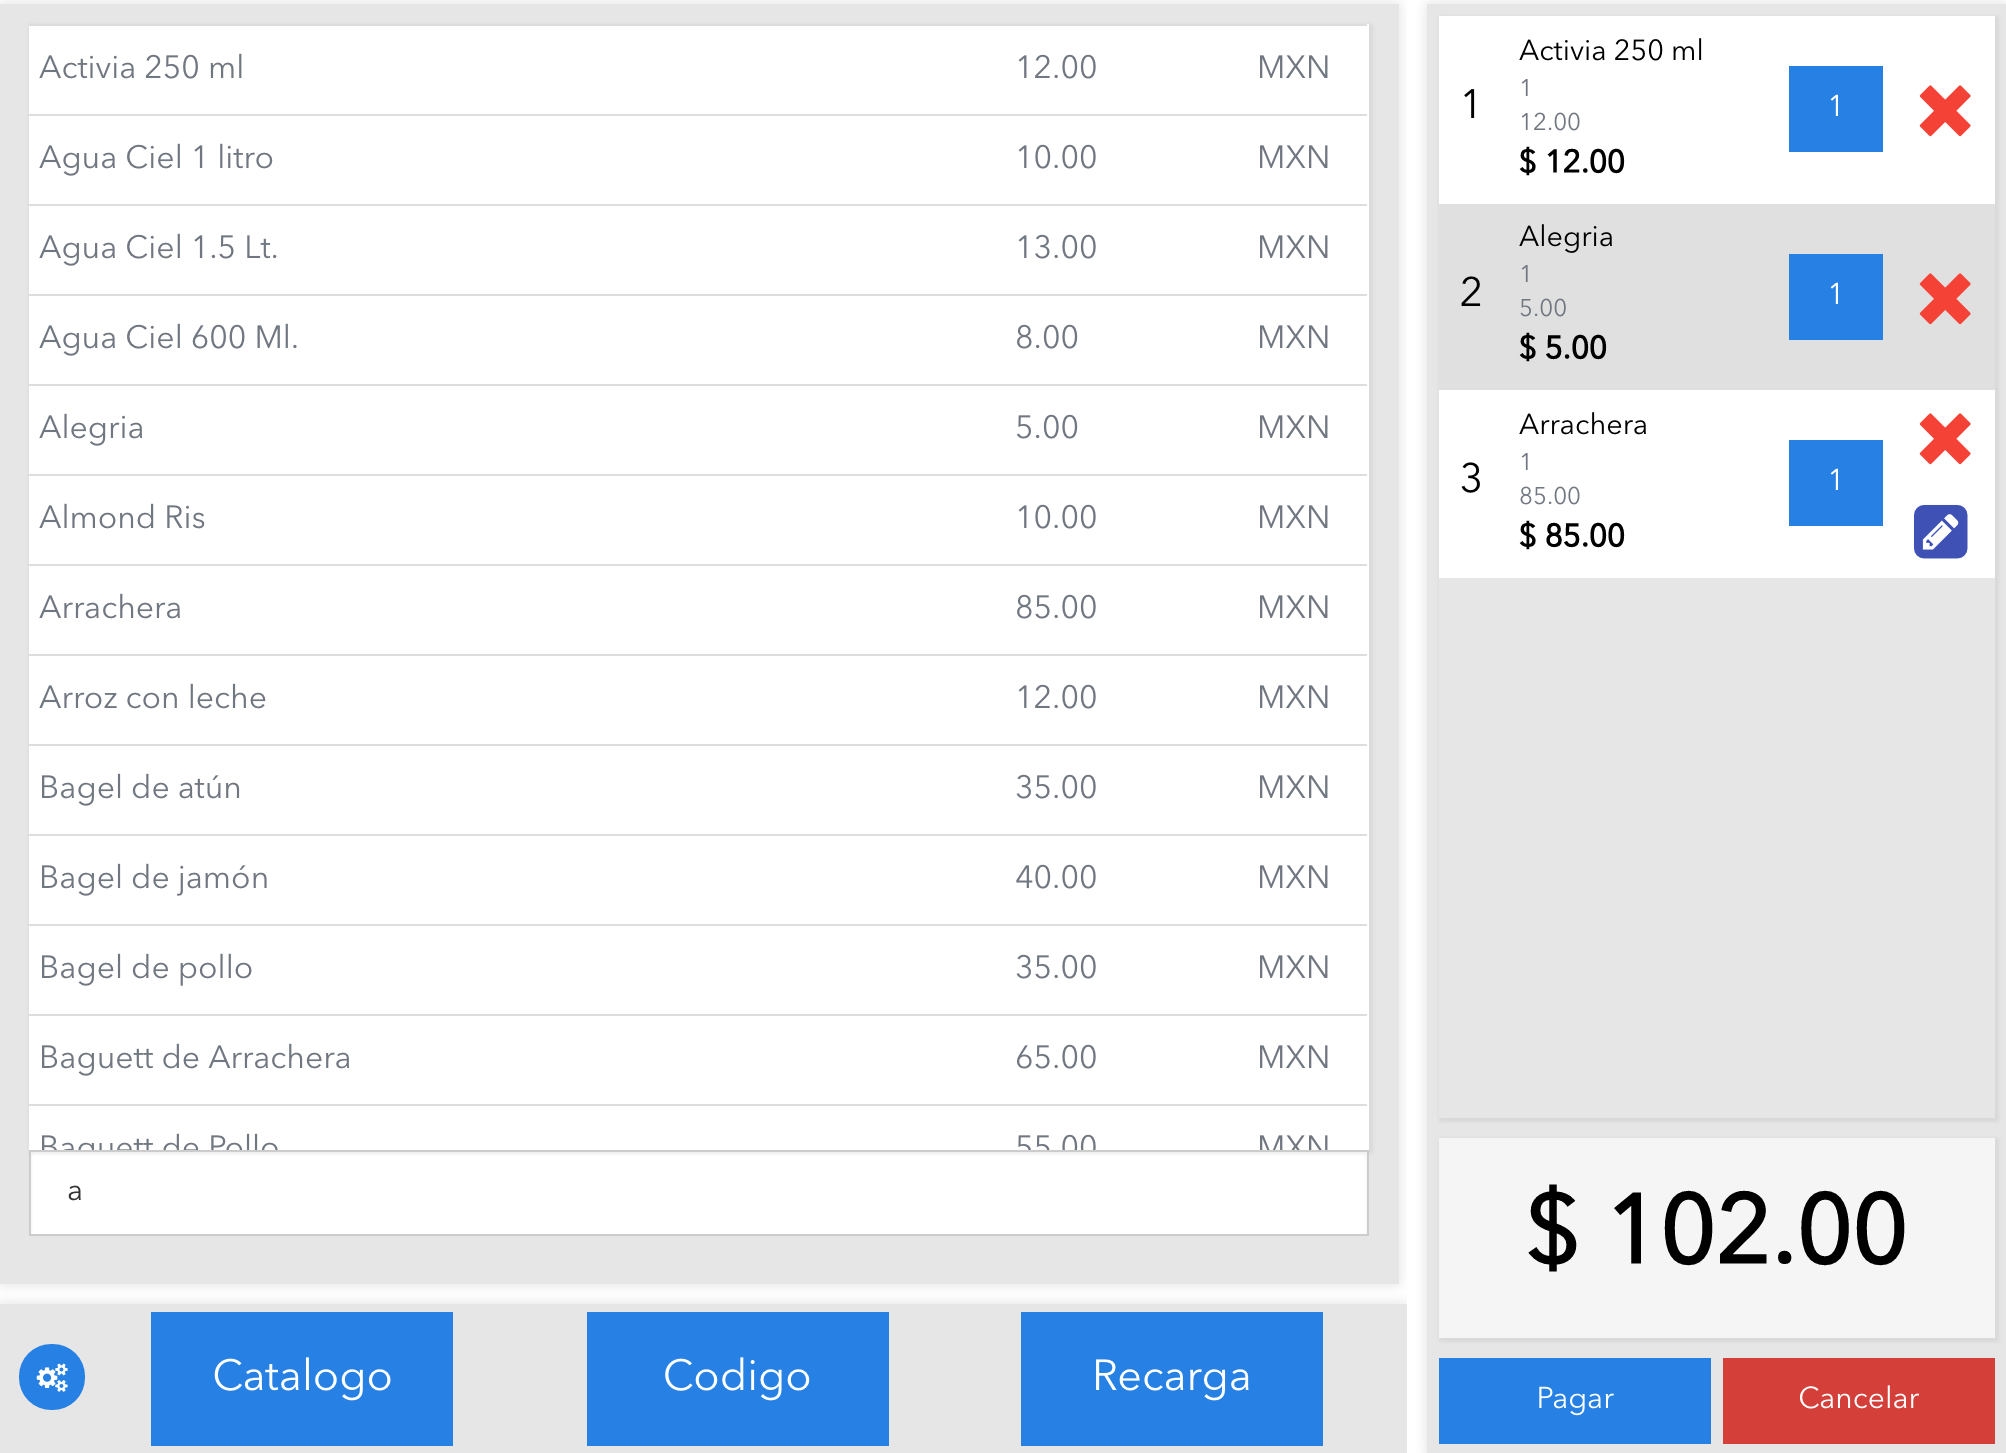 Activia 250 ml 12.00 MXN
Agua Ciel 1 litro 10.00 MXN
Agua Ciel 1.5 Lt. 13.00 MXN
Agua Ciel 600 Ml. 8.00 MXN
Alegria 5.00 MXN
Almond Ris 10.00 MXN
Arrachera 85.00 MXN
Arroz con leche 12.00 MXN
Bagel de atún 35.00 MXN
Bagel de jamón 40.00 MXN
Bagel de pollo 35.00 MXN
Baguett de Arrachera 65.00 MXN
Baguett de Pollo 55.00 MXN
a
Catalogo
Codigo
Recarga
1
Activia 250 ml
1
12.00
$ 12.00
1
2
Alegria
1
5.00
$ 5.00
1
3
Arrachera
1
85.00
$ 85.00
1
$ 102.00
Pagar
Cancelar